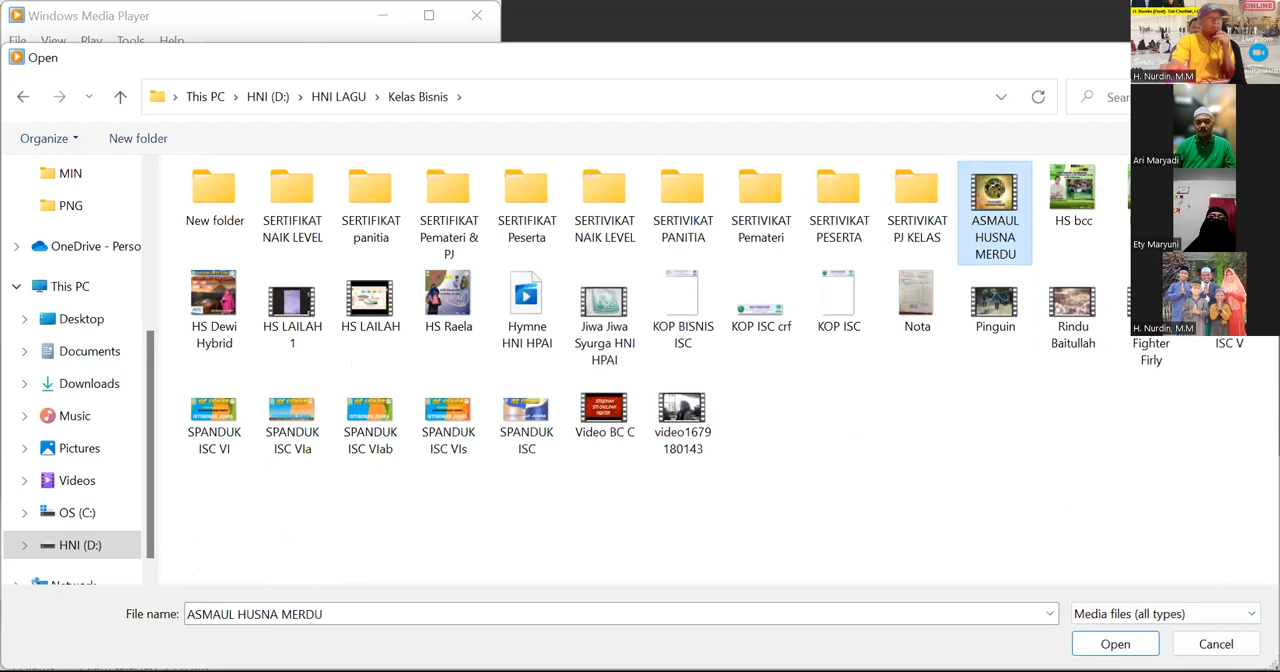 Windows Media Player
File View Play Tools Help
Open
This PC > HNI (D:) > HNI LAGU > Kelas Bisnis >
Sear
Organize
New folder
MIN
PNG
OneDrive - Perso
This PC
Desktop
Documents
Downloads
Music
Pictures
Videos
OS (C:)
HNI (D:)
Network
New folder
SERTIFIKAT
NAIK LEVEL
SERTIFIKAT
panitia
SERTIFIKAT
Pemateri &
PJ
SERTIFIKAT
Peserta
SERTIVIKAT
NAIK LEVEL
SERTIVIKAT
PANITIA
SERTIVIKAT
Pemateri
SERTIVIKAT
PESERTA
SERTIVIKAT
PJ KELAS
ASMAUL
HUSNA
MERDU
HS bcc
HS Dewi
Hybrid
HS LAILAH
1
HS LAILAH
HS Raela
Hymne
HNI HPAI
Jiwa Jiwa
Syurga HNI
HPAI
KOP BISNIS
ISC
KOP ISC crf
KOP ISC
Nota
Pinguin
Rindu
Baitullah
Fighter
Firly
ISC V
SPANDUK
ISC VI
SPANDUK
ISC VIa
SPANDUK
ISC VIab
SPANDUK
ISC VIs
SPANDUK
ISC
Video BC C
video1679
180143
File name:
ASMAUL HUSNA MERDU
Media files (all types)
Open
Cancel
ONLINE
H. Nurdin, M.M
Ari Maryadi
Ety Maryuni
H. Nurdin, M.M